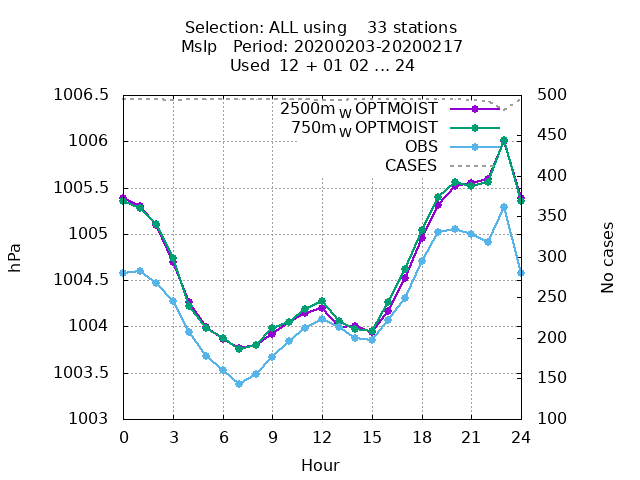 Selection: ALL using 33 stations
Mslp Period: 20200203-20200217
Used 12 + 01 02 ... 24
1006.5
1006
1005.5
1005
1004.5
1004
1003.5
1003
500
450
400
350
300
250
200
150
100
2500m W OPTMOIST
750m W OPTMOIST
OBS
CASES
hPa
No cases
0 3 6 9 12 15 18 21 24
Hour